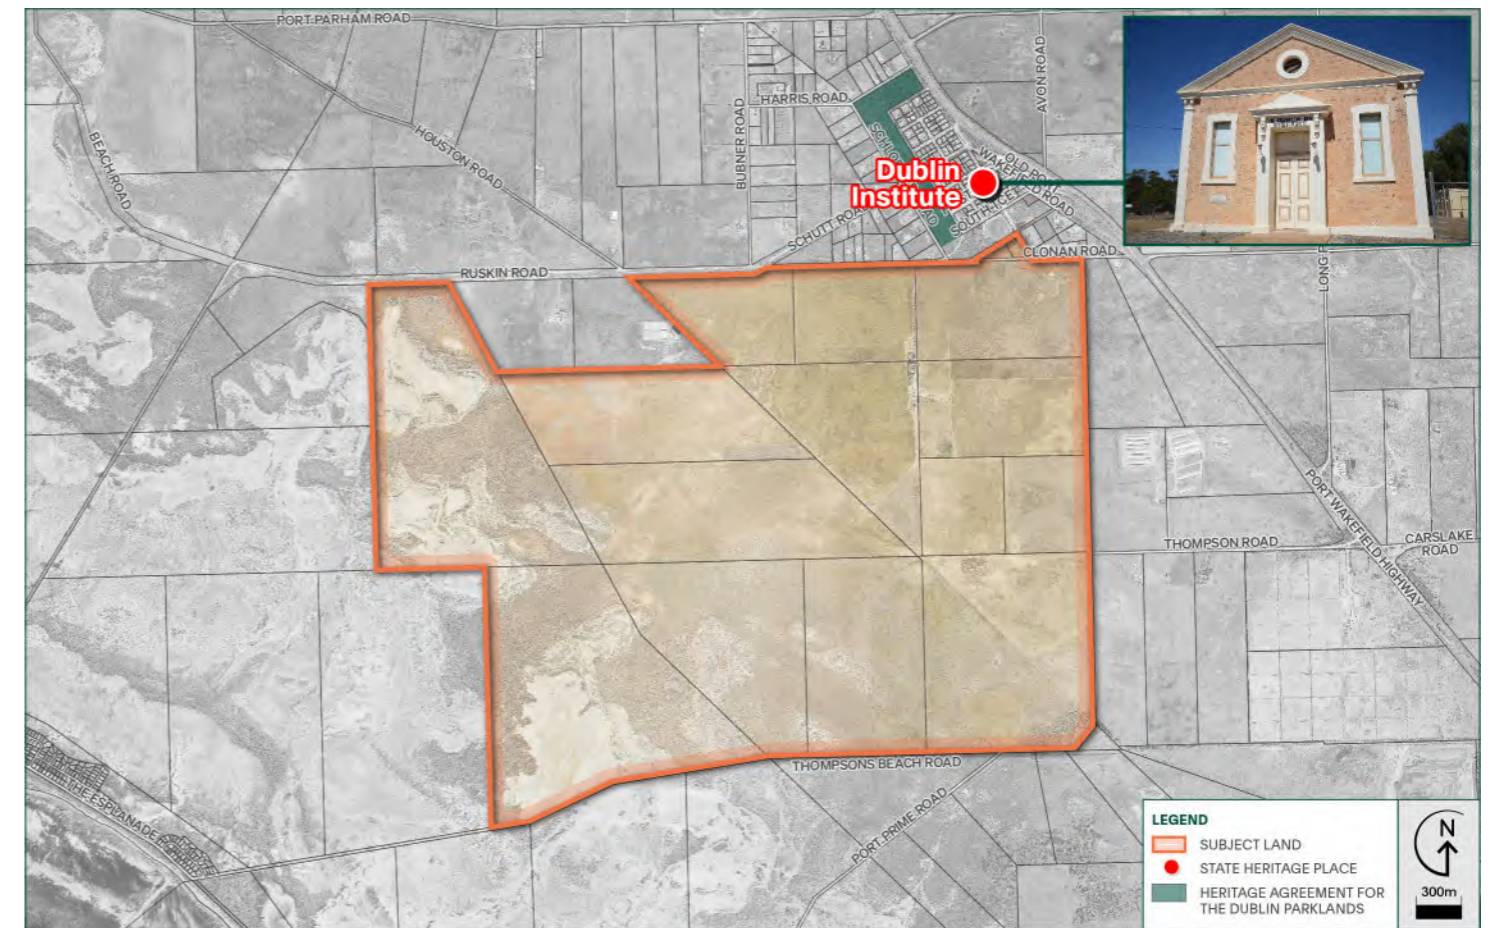 PORT PARHAM ROAD
BEACH ROAD
HOUSTON ROAD
BUBNER ROAD
HARRIS ROAD
AVON ROAD
OLD PORT
WAKEFIELD ROAD
Dublin
Institute
SCHUTT ROAD
CLONAN ROAD
RUSKIN ROAD
THOMPSON ROAD
CARSLAKE
ROAD
PORT WAKEFIELD HIGHWAY
THOMPSONS BEACH ROAD
PORT PRIME ROAD
THE ESPLANADE
LEGEND
SUBJECT LAND
STATE HERITAGE PLACE
HERITAGE AGREEMENT FOR
THE DUBLIN PARKLANDS
N
300m